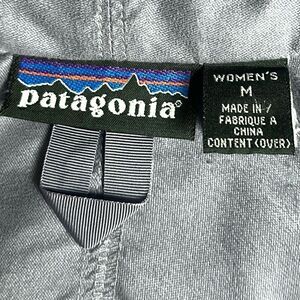 patagonia®
WOMEN'S
M
MADE IN /
FABRIQUE A
CHINA
CONTENT (OVER)